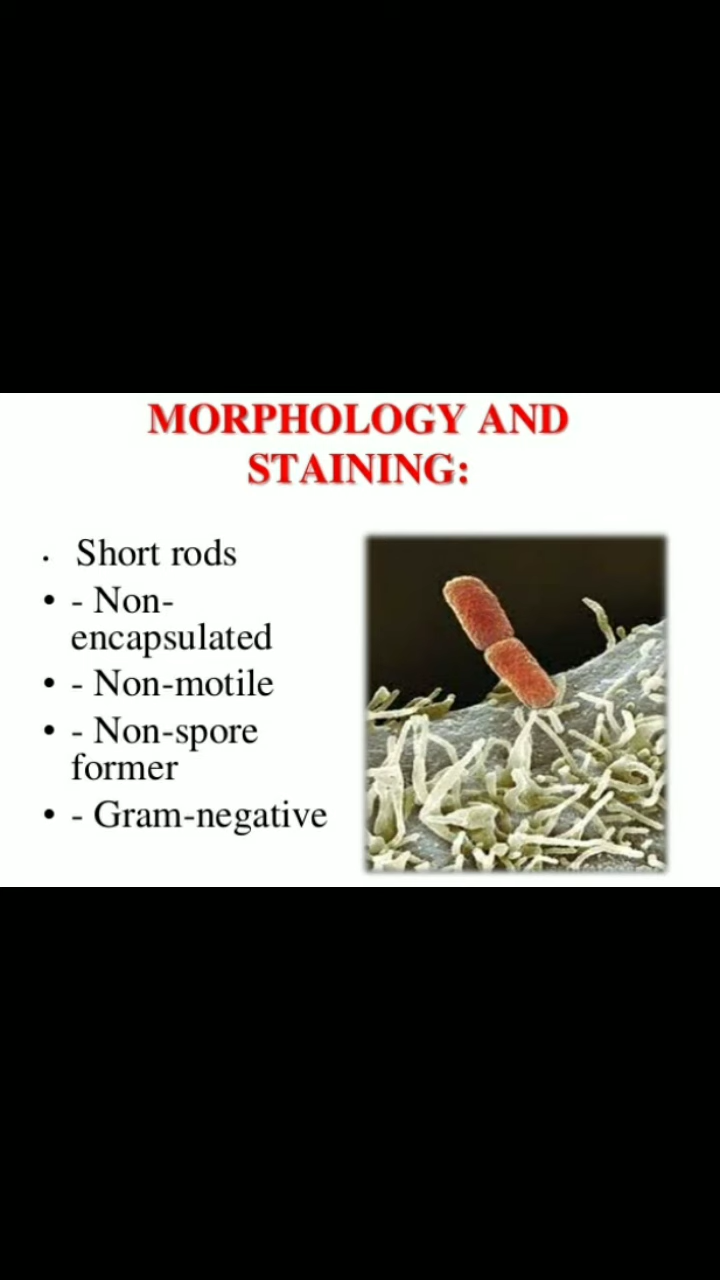 MORPHOLOGY AND
STAINING:
• Short rods
• - Non-
encapsulated
• - Non-motile
• - Non-spore
former
• - Gram-negative